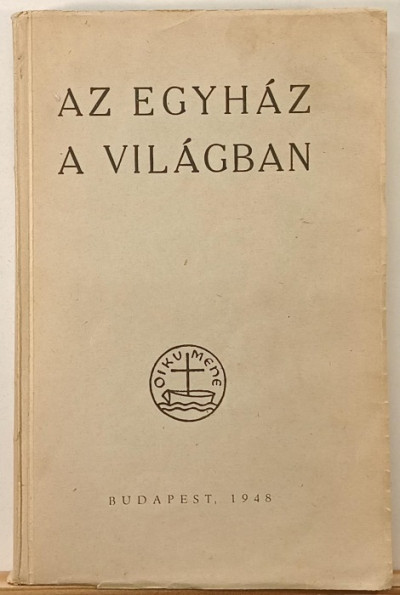 AZ EGYHÁZ
A VILÁGBAN
OIKUMENE
BUDAPEST, 1948